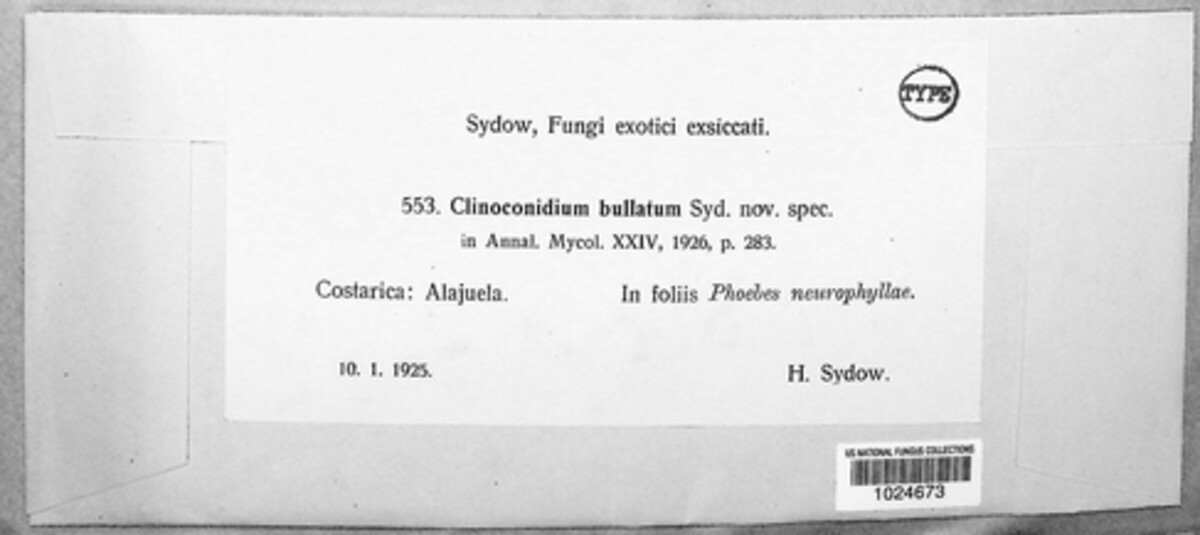 TYPE
Sydow, Fungi exotici exsiccati.
553. Clinoconidium bullatum Syd. nov. spec.
in Annal. Mycol. XXIV, 1926, p. 283.
Costarica: Alajuela. In foliis Phoebes neurophyllae.
10. 1. 1925. H. Sydow.
US NATIONAL FUNGUS COLLECTIONS
1024673